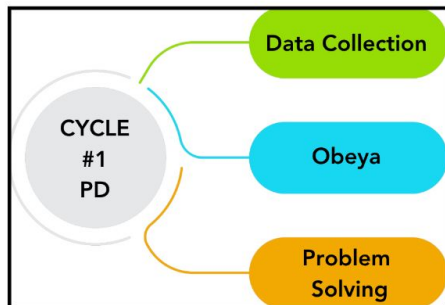 CYCLE
#1
PD
Data Collection
Obeya
Problem
Solving